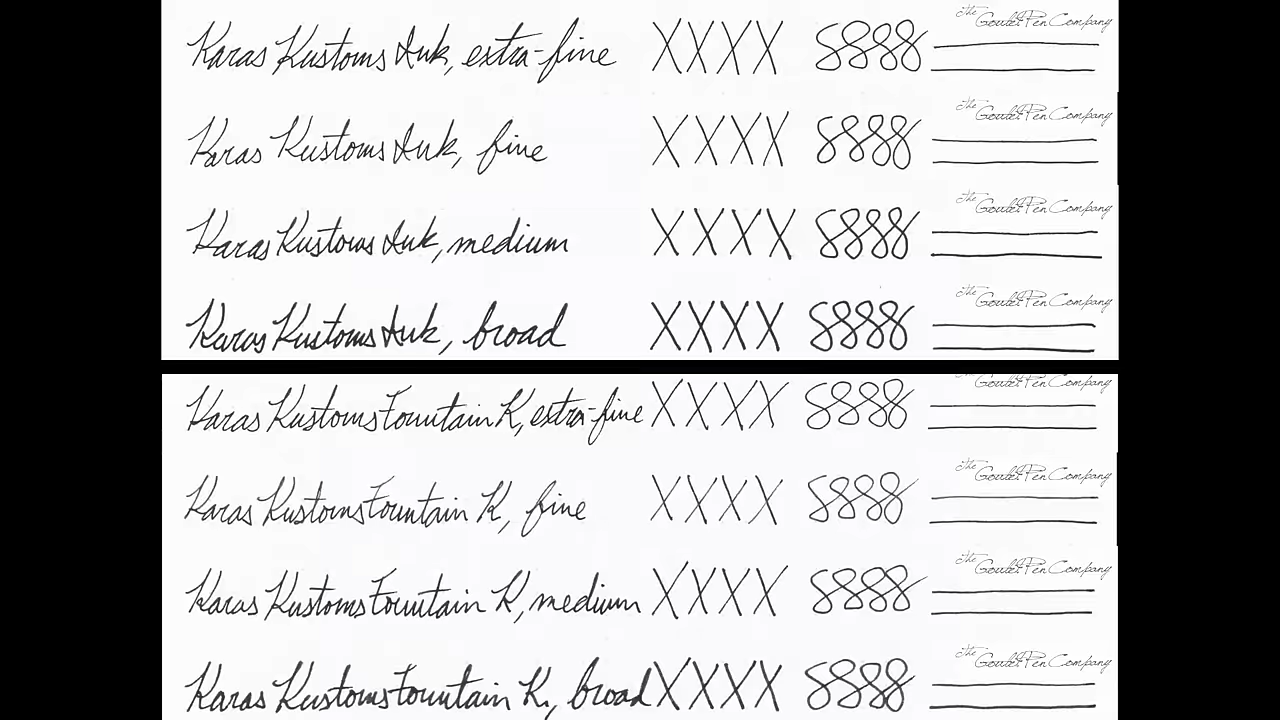 Karas Kustoms Ink, extra-fine XXXX 8888 The Goulet Pen Company
Karas Kustoms Ink, fine XXXX 8888 The Goulet Pen Company
Karas Kustoms Ink, medium XXXX 8888 The Goulet Pen Company
Karas Kustoms Ink, broad XXXX 8888 The Goulet Pen Company
Karas Kustoms Fountain K, extra-fine XXXX 8888 Goulet Pen Company
Karas Kustoms Fountain K, fine XXXX 8888 The Goulet Pen Company
Karas Kustoms Fountain K, medium XXXX 8888 The Goulet Pen Company
Karas Kustoms Fountain K, broad XXXX 8888 The Goulet Pen Company